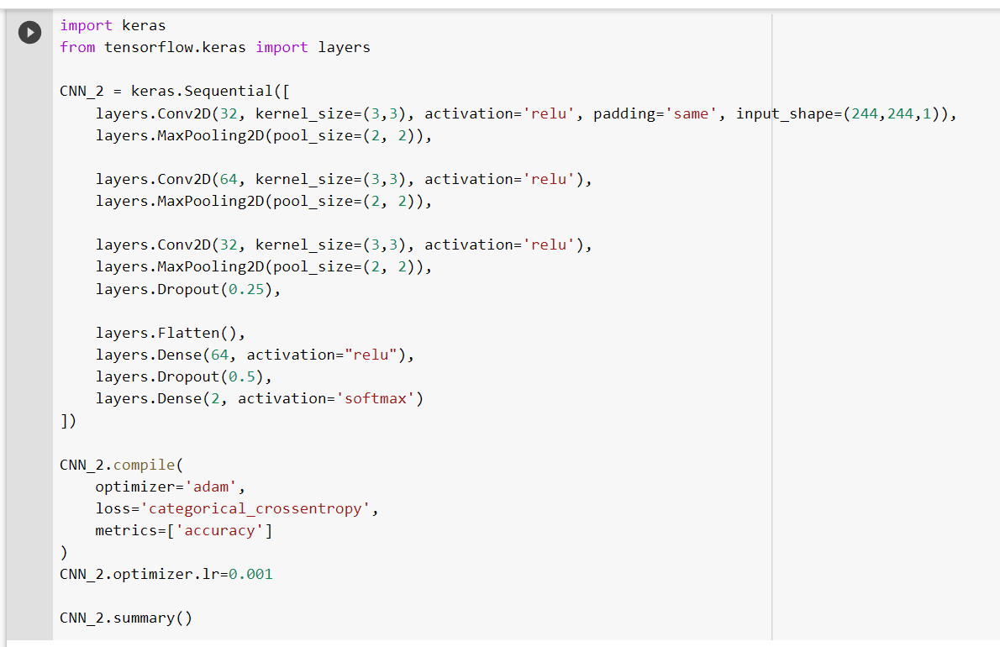 import keras
from tensorflow.keras import layers

CNN_2 = keras.Sequential([
    layers.Conv2D(32, kernel_size=(3,3), activation='relu', padding='same', input_shape=(244,244,1)),
    layers.MaxPooling2D(pool_size=(2, 2)),

    layers.Conv2D(64, kernel_size=(3,3), activation='relu'),
    layers.MaxPooling2D(pool_size=(2, 2)),

    layers.Conv2D(32, kernel_size=(3,3), activation='relu'),
    layers.MaxPooling2D(pool_size=(2, 2)),
    layers.Dropout(0.25),

    layers.Flatten(),
    layers.Dense(64, activation="relu"),
    layers.Dropout(0.5),
    layers.Dense(2, activation='softmax')
])

CNN_2.compile(
    optimizer='adam',
    loss='categorical_crossentropy',
    metrics=['accuracy']
)
CNN_2.optimizer.lr=0.001

CNN_2.summary()